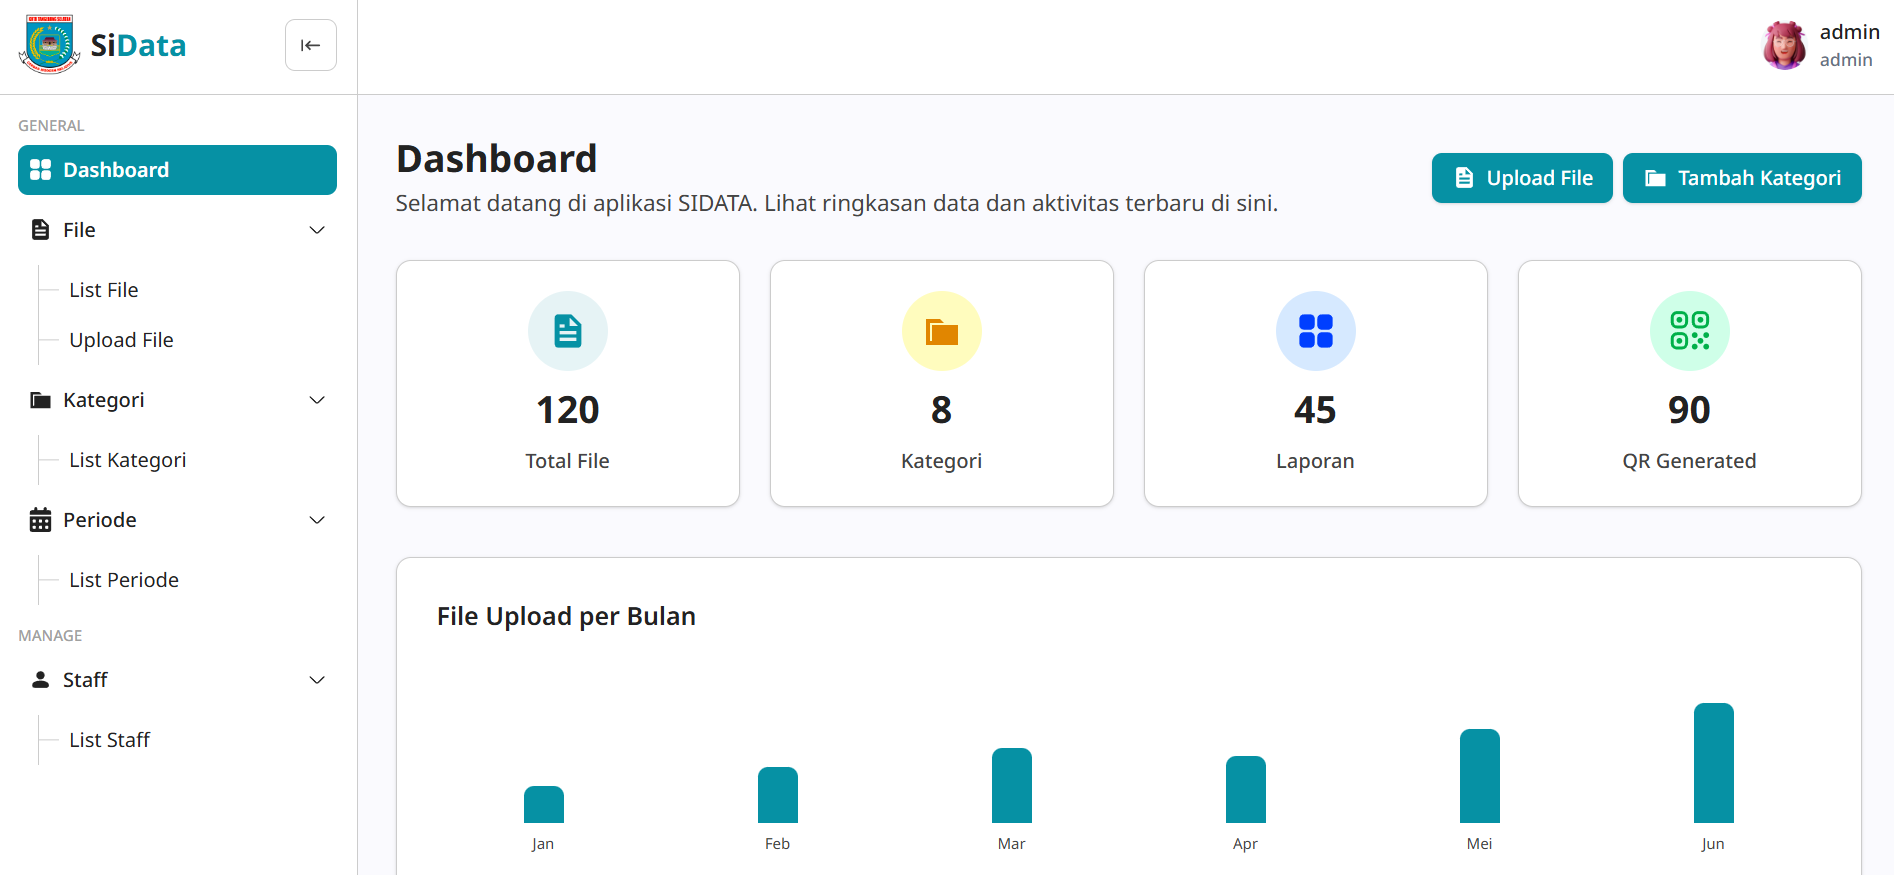 SiData
admin
admin
GENERAL
Dashboard
File
List File
Upload File
Kategori
List Kategori
Periode
List Periode
MANAGE
Staff
List Staff
Dashboard
Selamat datang di aplikasi SIDATA. Lihat ringkasan data dan aktivitas terbaru di sini.
Upload File
Tambah Kategori
120
Total File
8
Kategori
45
Laporan
90
QR Generated
File Upload per Bulan
Jan
Feb
Mar
Apr
Mei
Jun